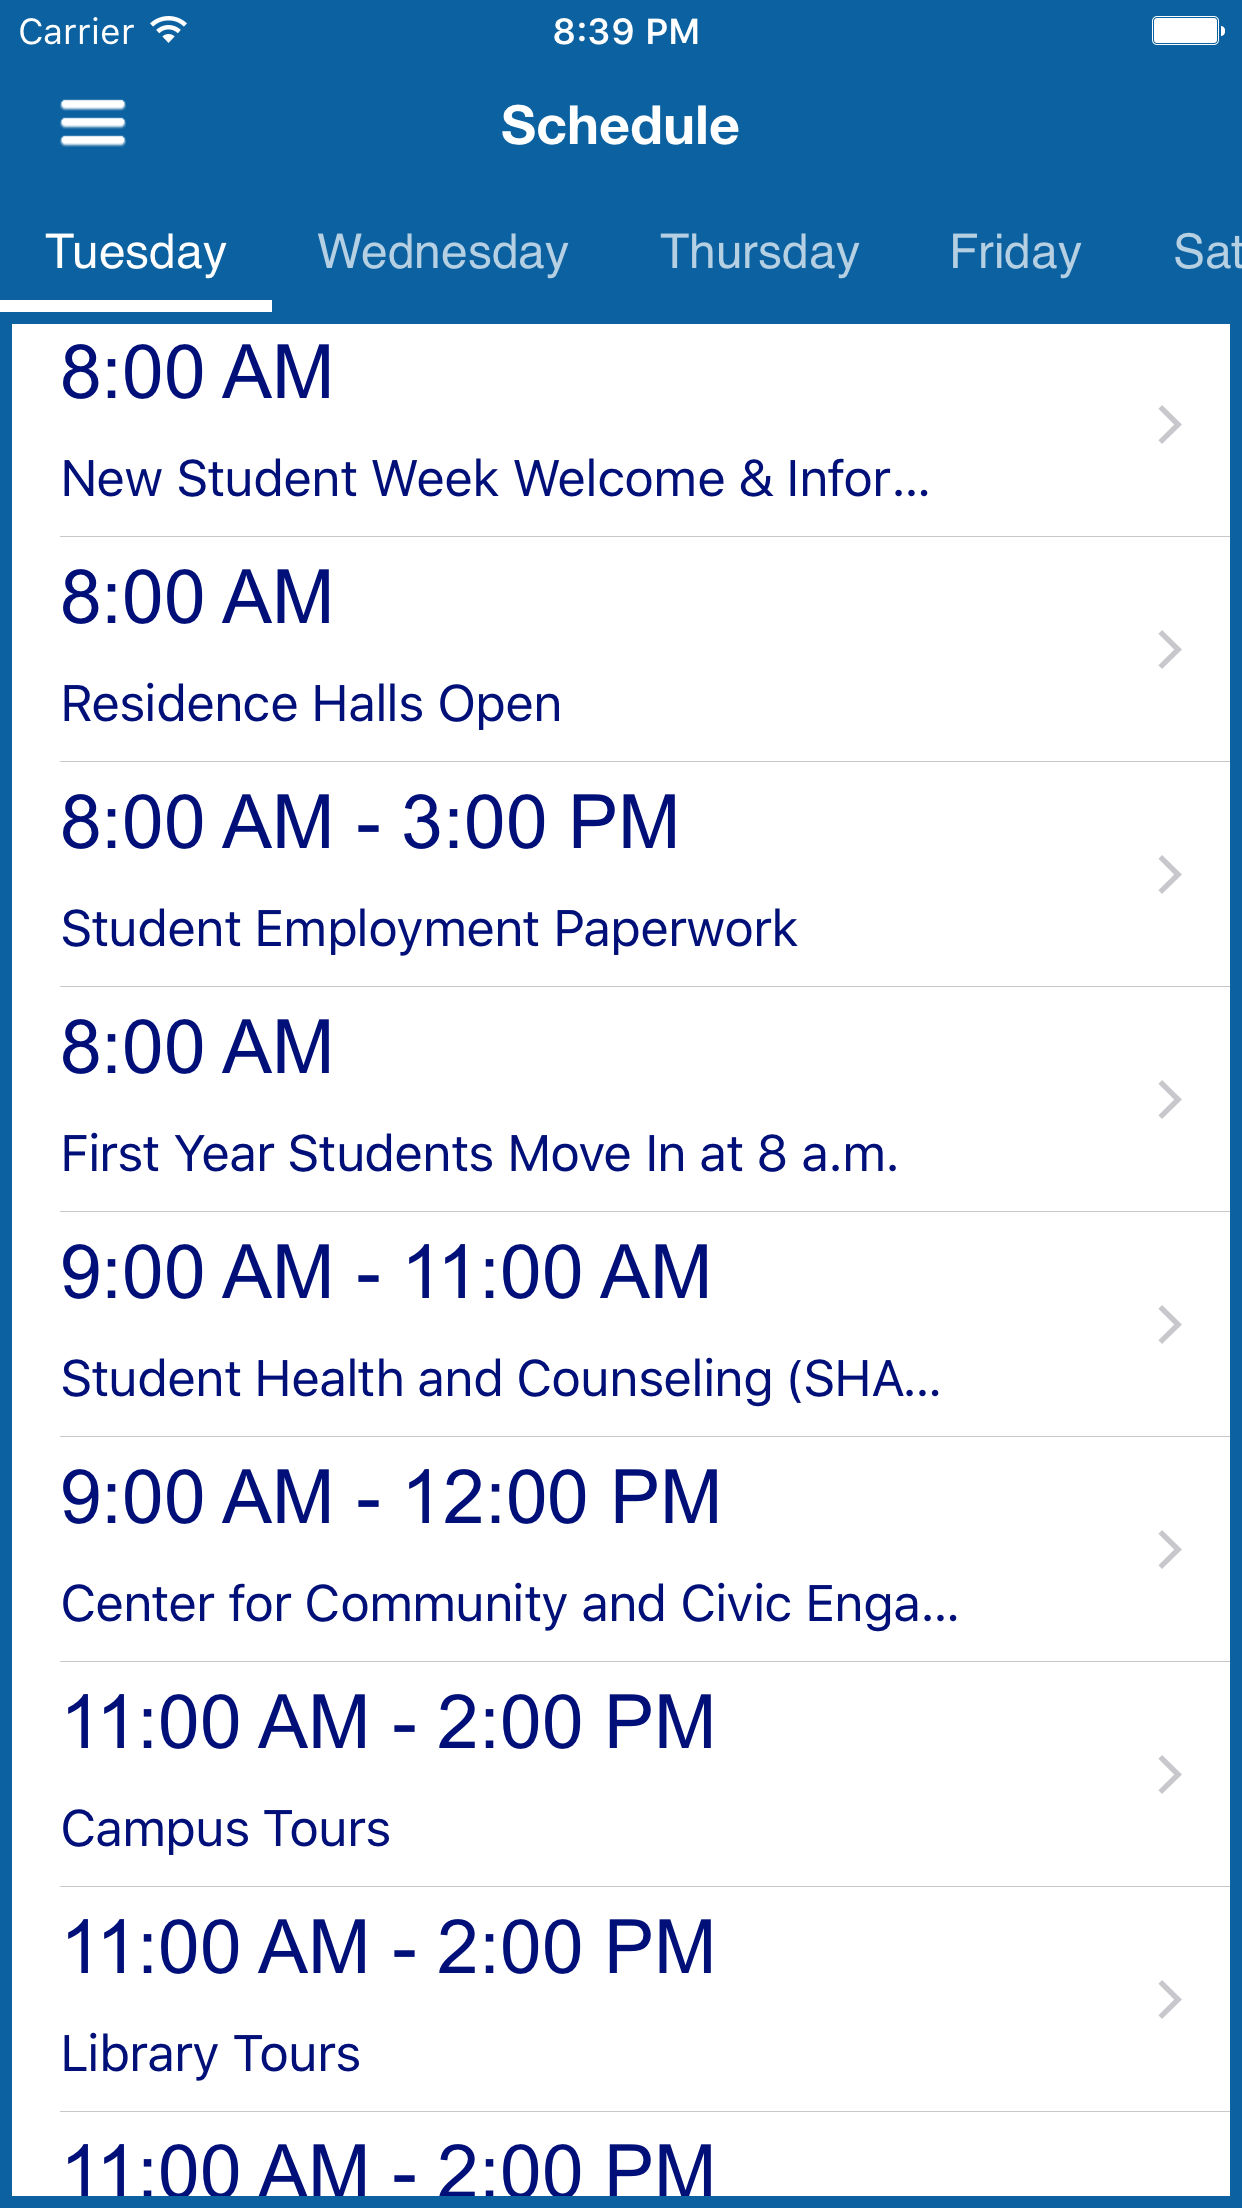 Carrier 8:39 PM
Schedule
Tuesday Wednesday Thursday Friday Sat
8:00 AM
New Student Week Welcome & Infor...
8:00 AM
Residence Halls Open
8:00 AM - 3:00 PM
Student Employment Paperwork
8:00 AM
First Year Students Move In at 8 a.m.
9:00 AM - 11:00 AM
Student Health and Counseling (SHA...
9:00 AM - 12:00 PM
Center for Community and Civic Enga...
11:00 AM - 2:00 PM
Campus Tours
11:00 AM - 2:00 PM
Library Tours
11:00 AM - 2:00 PM